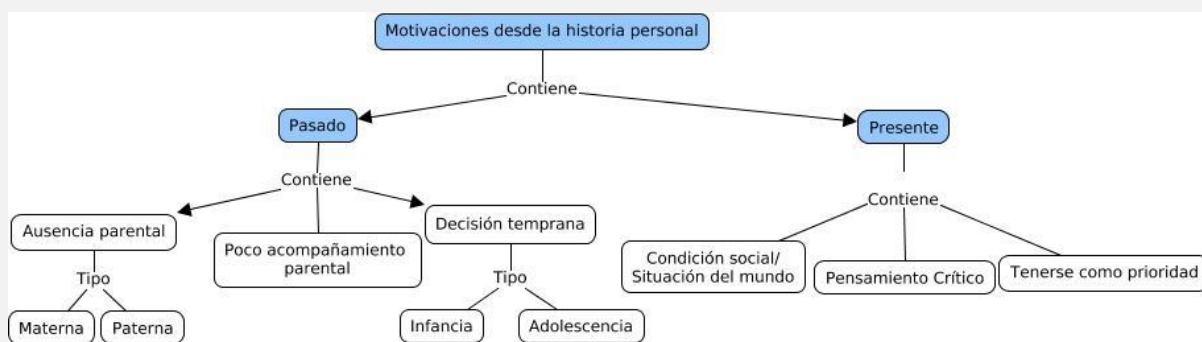 Motivaciones desde la historia personal
Contiene
Pasado
Presente
Contiene
Contiene
Ausencia parental
Poco acompañamiento
parental
Decisión temprana
Condición social/
Situación del mundo
Pensamiento Crítico
Tenerse como prioridad
Tipo
Tipo
Materna
Paterna
Infancia
Adolescencia